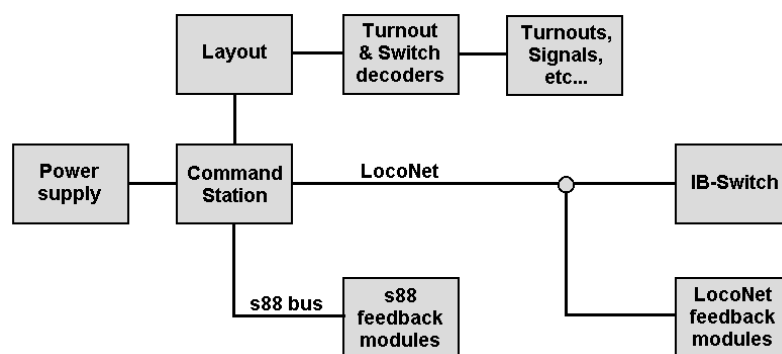 Layout
Turnout
& Switch
decoders
Turnouts,
Signals,
etc...
Power
supply
Command
Station
LocoNet
IB-Switch
s88 bus
s88
feedback
modules
LocoNet
feedback
modules